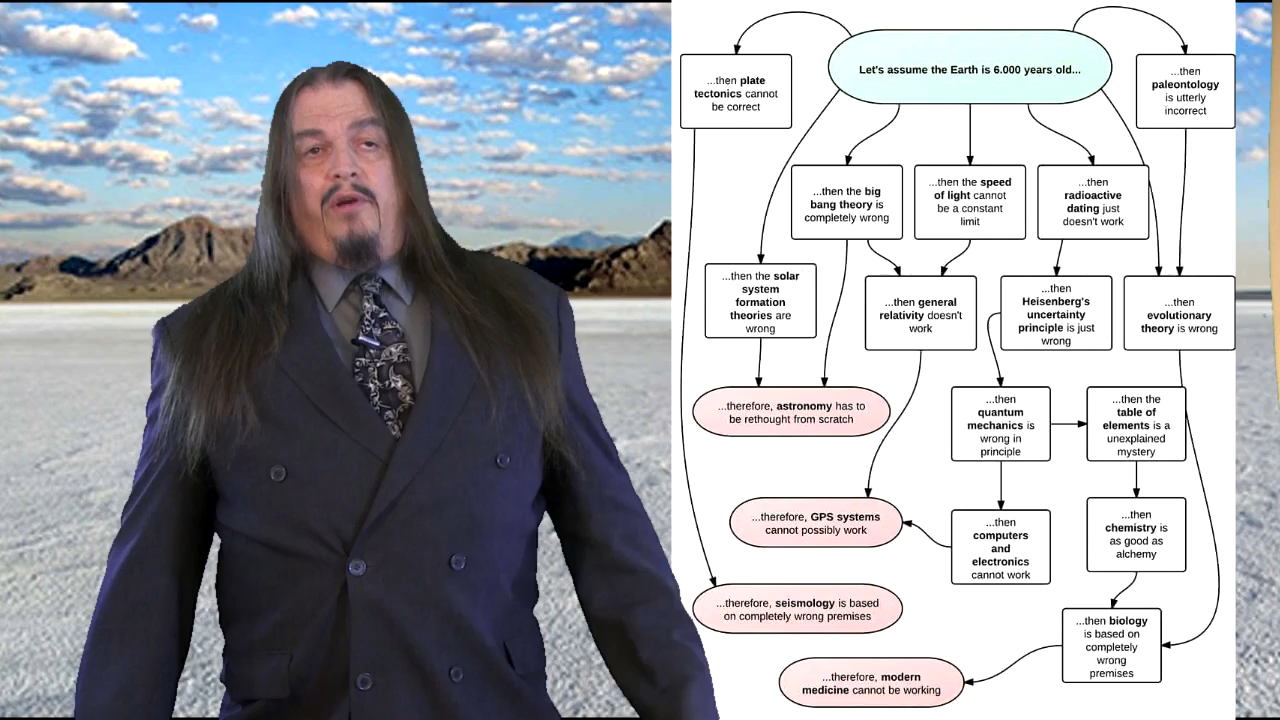 Let's assume the Earth is 6.000 years old...
...then plate
tectonics cannot
be correct
...then
paleontology
is utterly
incorrect
...then the big
bang theory is
completely wrong
...then the speed
of light cannot
be a constant
limit
...then
radioactive
dating just
doesn't work
...then the solar
system
formation
theories are
wrong
...then general
relativity doesn't
work
...then
Heisenberg's
uncertainty
principle is just
wrong
...then
evolutionary
theory is wrong
...therefore, astronomy has to
be rethought from scratch
...then
quantum
mechanics is
wrong in
principle
...then the
table of
elements is a
unexplained
mystery
...therefore, GPS systems
cannot possibly work
...then
computers
and
electronics
cannot work
...then
chemistry is
as good as
alchemy
...therefore, seismology is based
on completely wrong premises
...then biology
is based on
completely
wrong
premises
...therefore, modern
medicine cannot be working